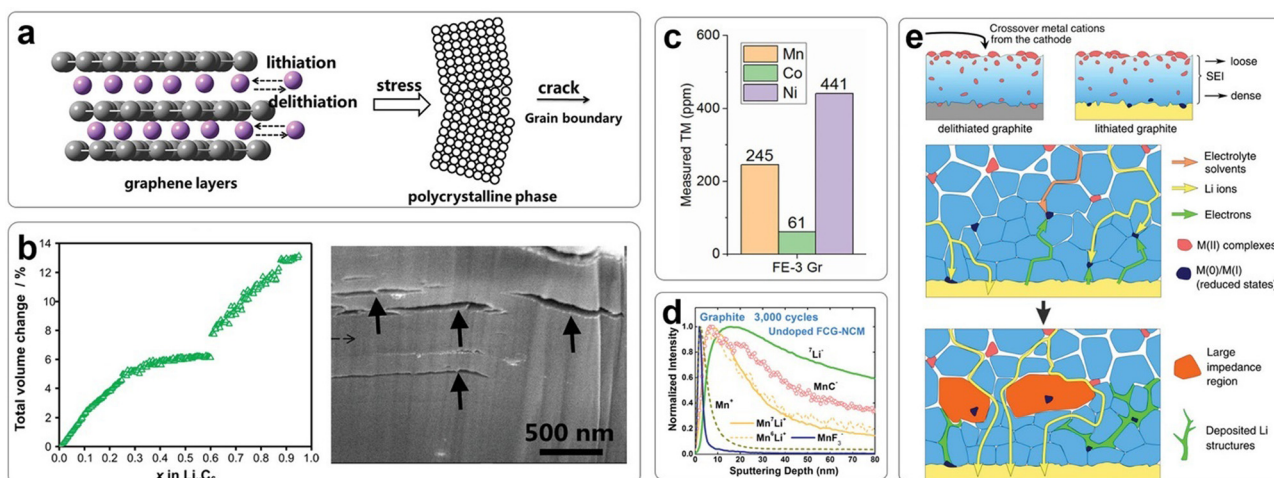 a
lithiation
delithiation
graphene layers
stress
polycrystalline phase
crack
Grain boundary
b
Total volume change / %
14
12
10
8
6
4
2
0
0.0 0.1 0.2 0.3 0.4 0.5 0.6 0.7 0.8 0.9 1.0
x in Li C
500 nm
c
Measured TM (ppm)
600
400
200
0
Mn
Co
Ni
245
61
441
FE-3 Gr
d
Normalized Intensity
1.0
0.8
0.6
0.4
0.2
0.0
Graphite 3,000 cycles
Undoped FCG-NCM
⁷Li⁻
MnC⁻
Mn⁺
Mn⁷Li⁺
Mn⁶Li⁺ MnF₃
0 10 20 30 40 50 60 70 80
Sputtering Depth (nm)
e
Crossover metal cations
from the cathode
loose
SEI
dense
delithiated graphite
lithiated graphite
Electrolyte
solvents
Li ions
Electrons
M(II) complexes
M(0)/M(I)
(reduced states)
Large
impedance
region
Deposited Li
structures